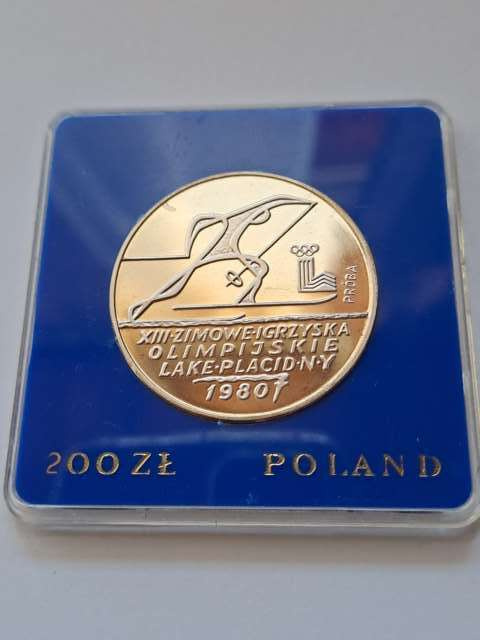 PRÓBA
XIII·ZIMOWE·IGRZYSKA
OLIMPIJSKIE
LAKE·PLACID·N·Y
1980
200 ZŁ POLAND